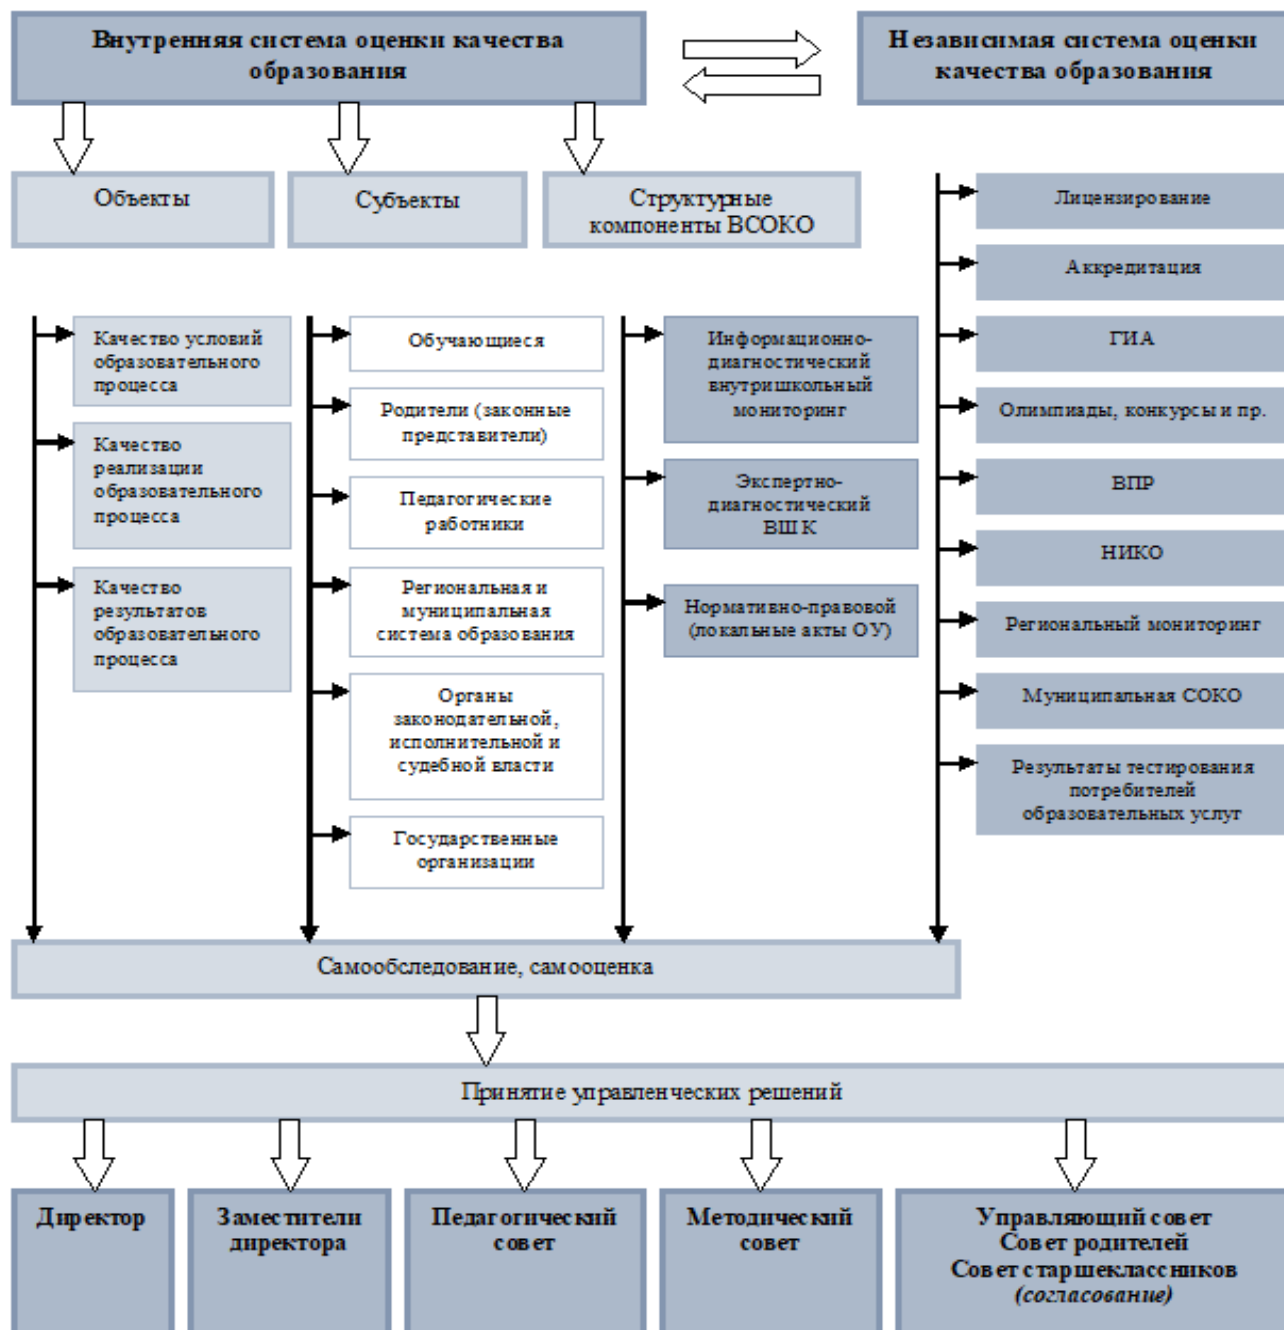 Внутренняя система оценки качества
образования
Независимая система оценки
качества образования
Объекты
Субъекты
Структурные
компоненты ВСОКО
Качество условий
образовательного
процесса
Качество
реализации
образовательного
процесса
Качество
результатов
образовательного
процесса
Обучающиеся
Родители (законные
представители)
Педагогические
работники
Региональная и
муниципальная
система образования
Органы
законодательной,
исполнительной и
судебной власти
Государственные
организации
Информационно-
диагностический
внутришкольный
мониторинг
Экспертно-
диагностический
ВШК
Нормативно-правовой
(локальные акты ОУ)
Лицензирование
Аккредитация
ГИА
Олимпиады, конкурсы и пр.
ВПР
НИКО
Региональный мониторинг
Муниципальная СОКО
Результаты тестирования
потребителей
образовательных услуг
Самообследование, самооценка
Принятие управленческих решений
Директор
Заместители
директора
Педагогический
совет
Методический
совет
Управляющий совет
Совет родителей
Совет старшеклассников
(согласование)